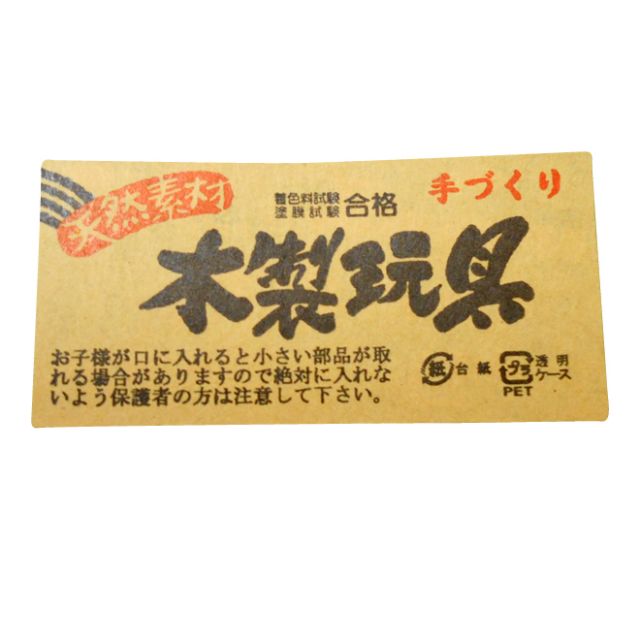 天然素材
着色料試験
塗膜試験
合格
手づくり
木製玩具
お子様が口に入れると小さい部品が取
れる場合がありますので絶対に入れな
いよう保護者の方は注意して下さい。
紙
台紙
プラ
PET
透明
ケース